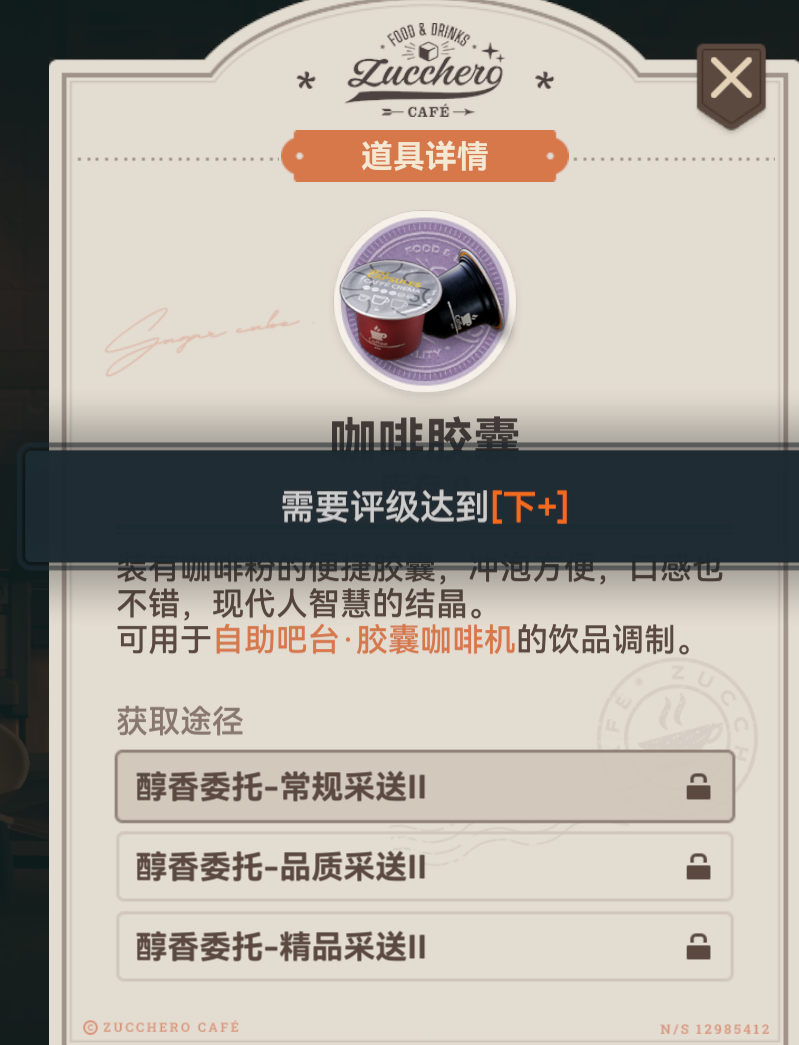 FOOD & DRINKS
Zucchero
CAFÉ
道具详情
FOOD &
CAFFÈ CREMA
Sugar cube.
咖啡胶囊
需要评级达到[下+]
装有咖啡粉的便捷胶囊，冲泡方便，口感也
不错，现代人智慧的结晶。
可用于自助吧台·胶囊咖啡机的饮品调制。
获取途径
醇香委托-常规采送II
醇香委托-品质采送II
醇香委托-精品采送II
© ZUCCHERO CAFÉ
N/S 12985412